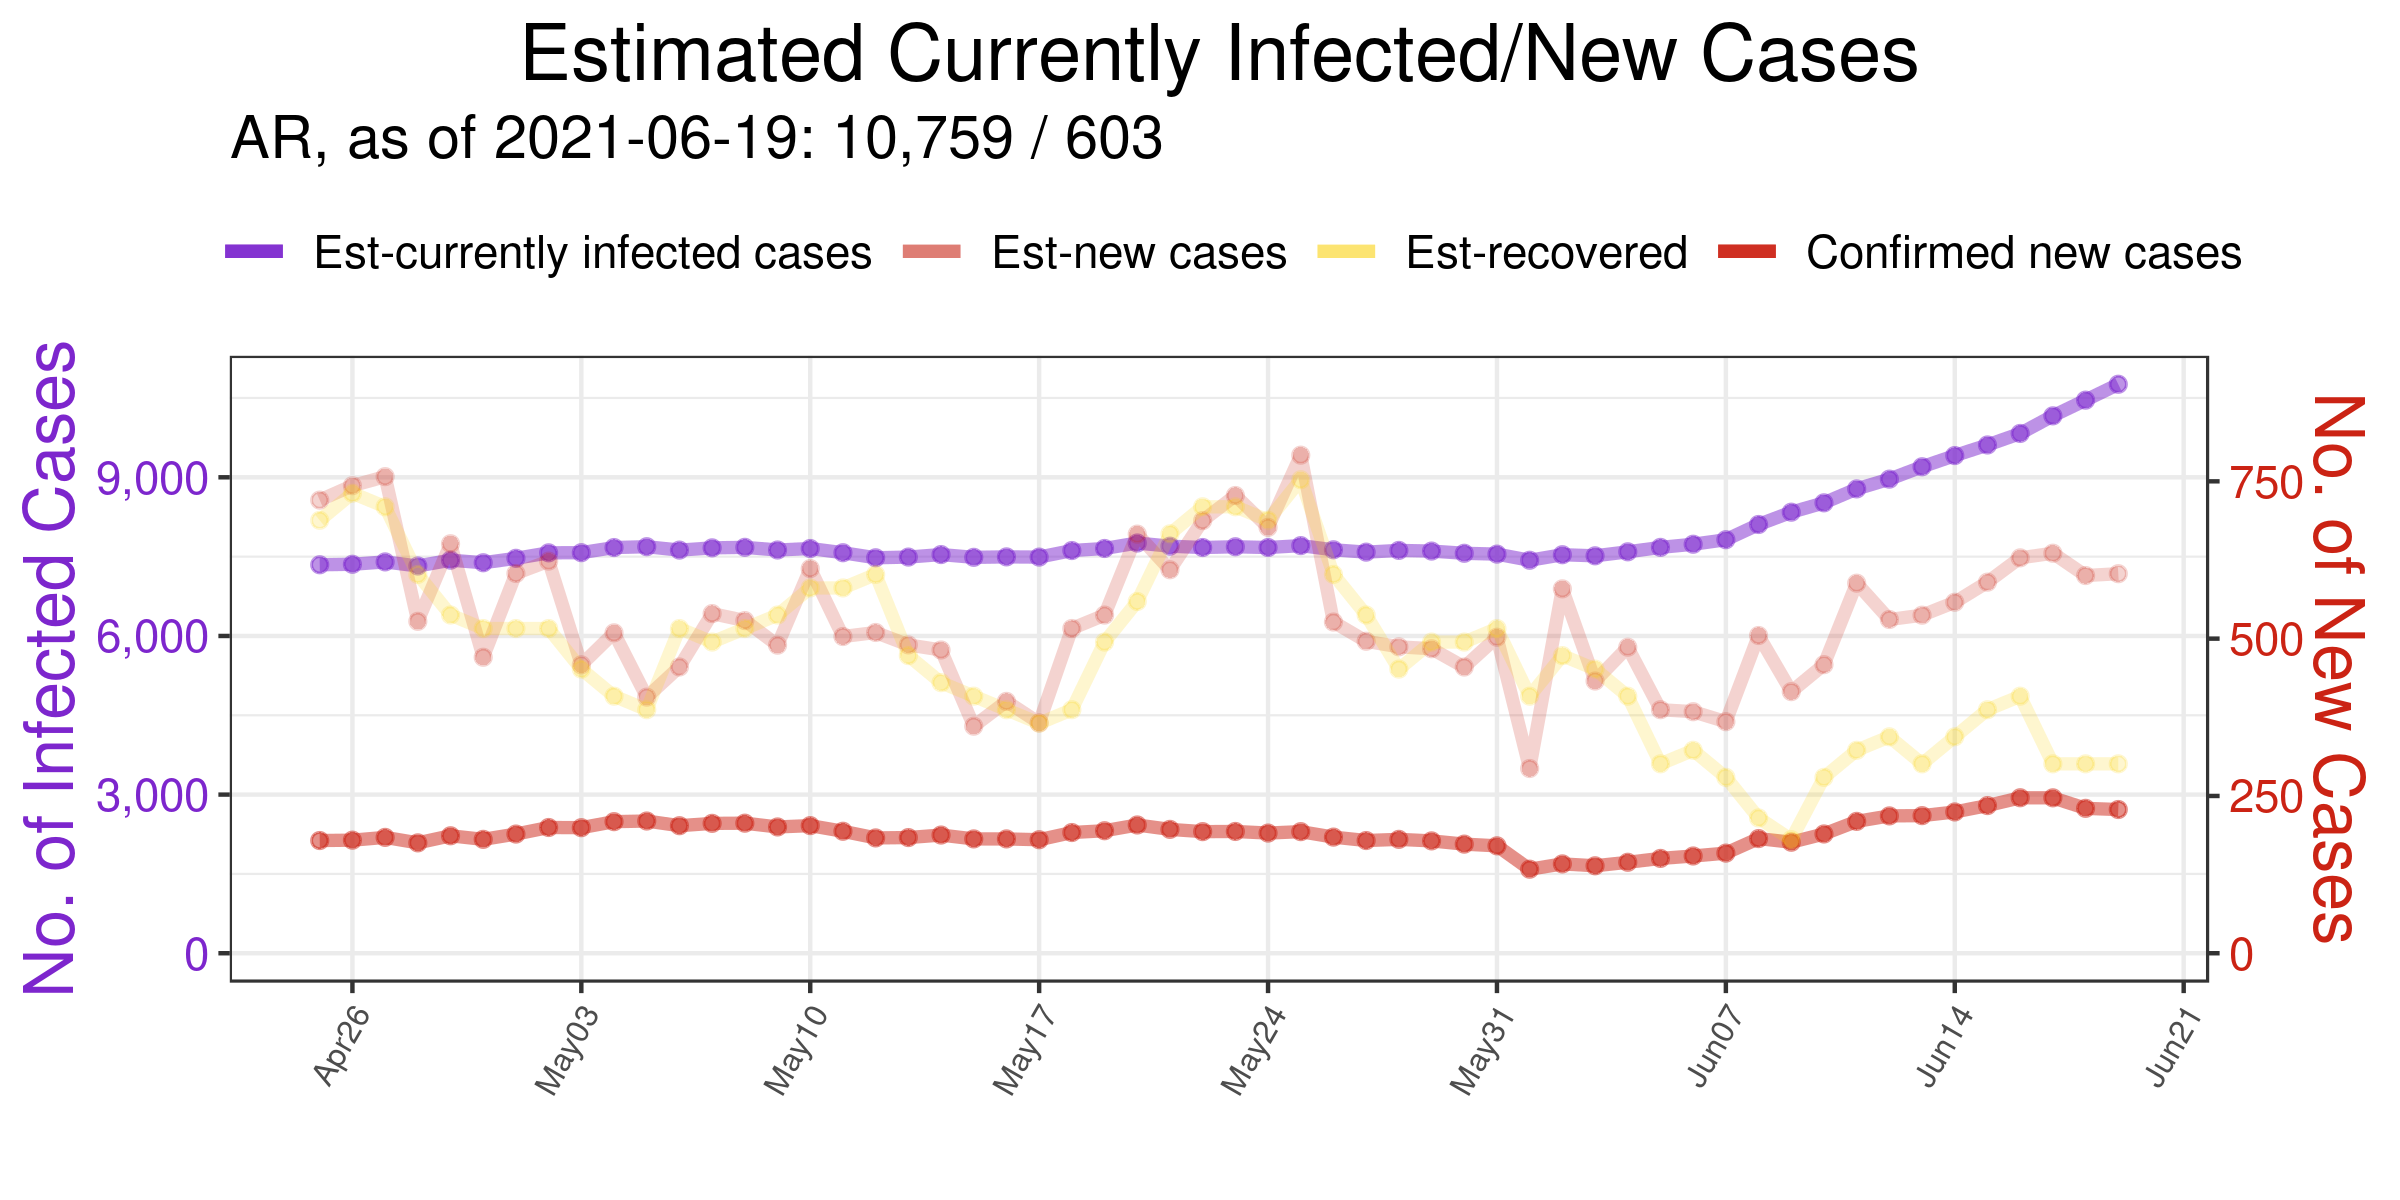 Estimated Currently Infected/New Cases
AR, as of 2021-06-19: 10,759 / 603
Est-currently infected cases Est-new cases Est-recovered Confirmed new cases
No. of Infected Cases
9,000
6,000
3,000
0
750
500
250
0
No. of New Cases
Apr26 May03 May10 May17 May24 May31 Jun07 Jun14 Jun21